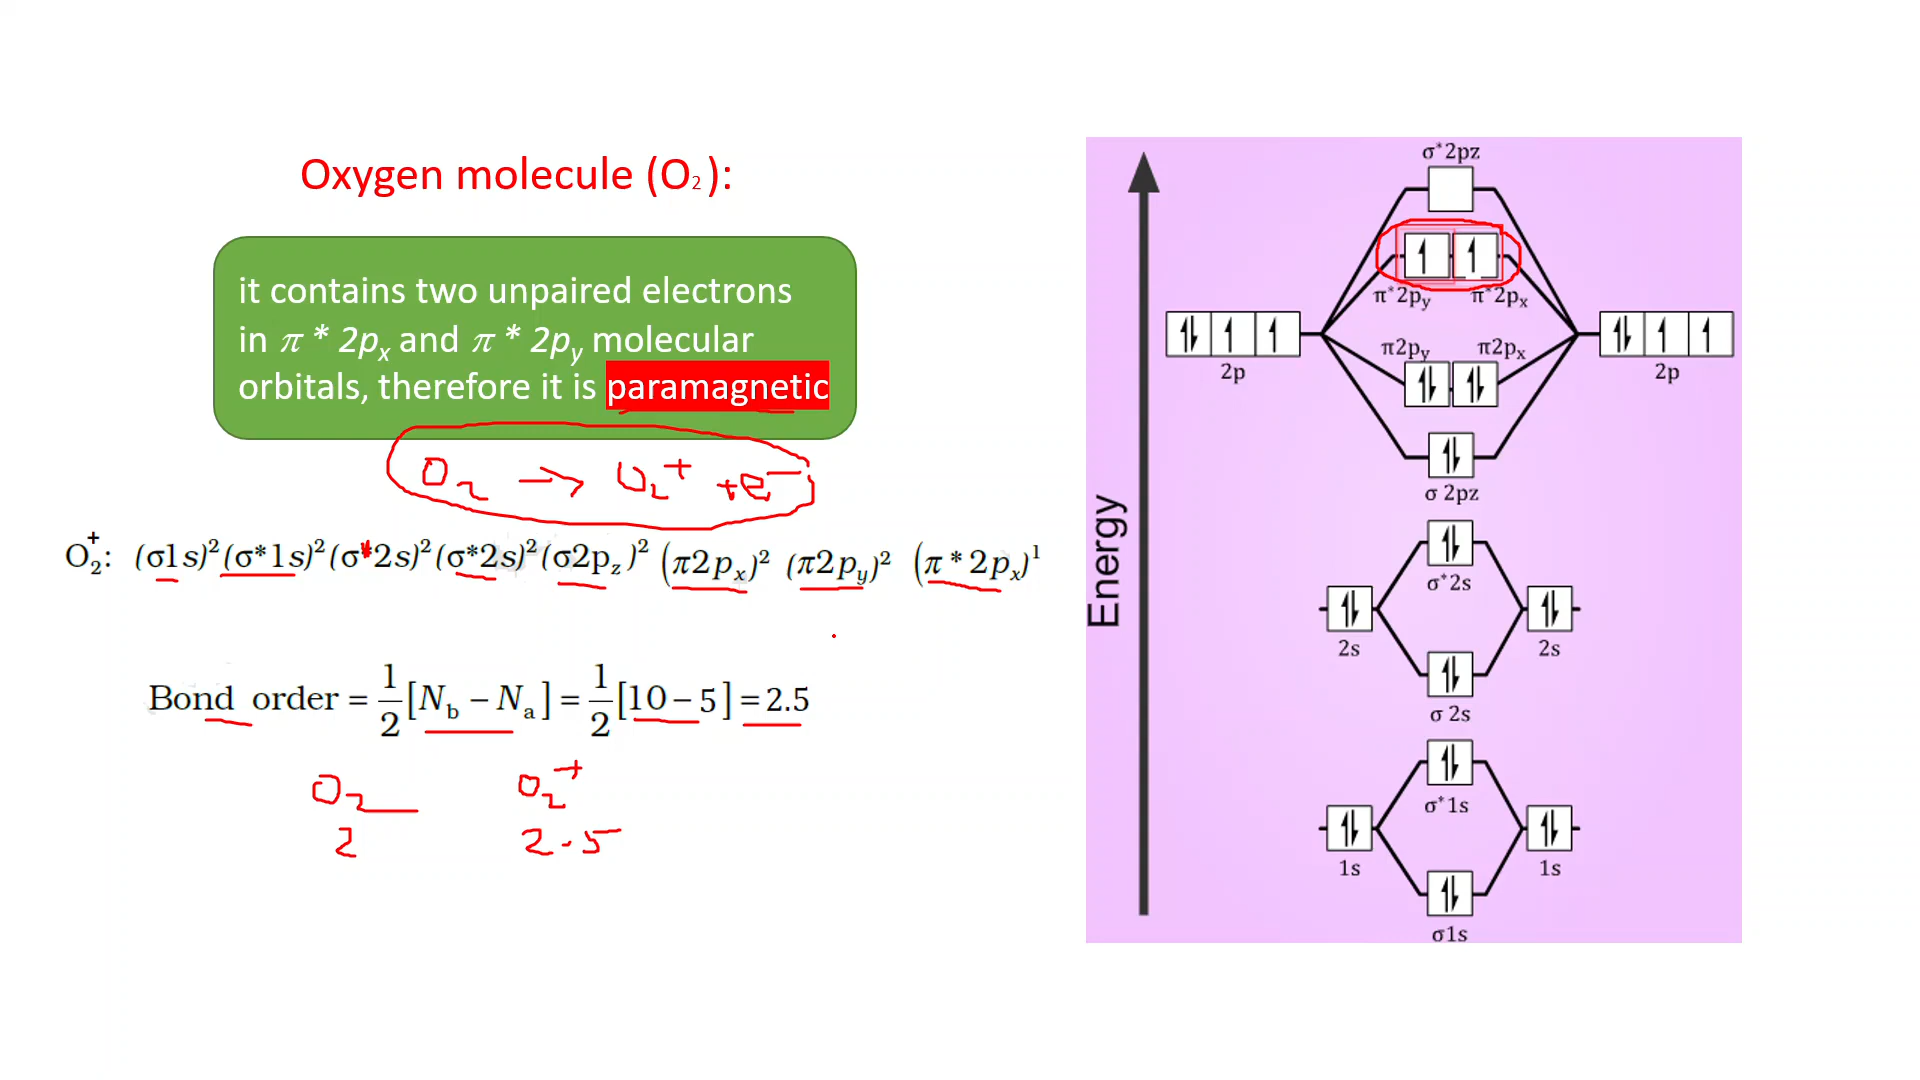 Oxygen molecule (O₂ ):
it contains two unpaired electrons
in π * 2pₓ and π * 2p_y molecular
orbitals, therefore it is paramagnetic
O₂ → O₂⁺ + e⁻
O₂⁺: (σ1s)² (σ*1s)² (σ*2s)² (σ*2s)² (σ2p_z)² (π2pₓ)² (π2p_y)² (π*2pₓ)¹
Bond order = 1/2 [N_b − N_a] = 1/2 [10 − 5] = 2.5
O₂ O₂⁺
2 2.5
Energy
σ*2pz
π*2p_y π*2pₓ
π2p_y π2pₓ
2p 2p
σ 2pz
σ*2s
2s 2s
σ 2s
σ*1s
1s 1s
σ1s